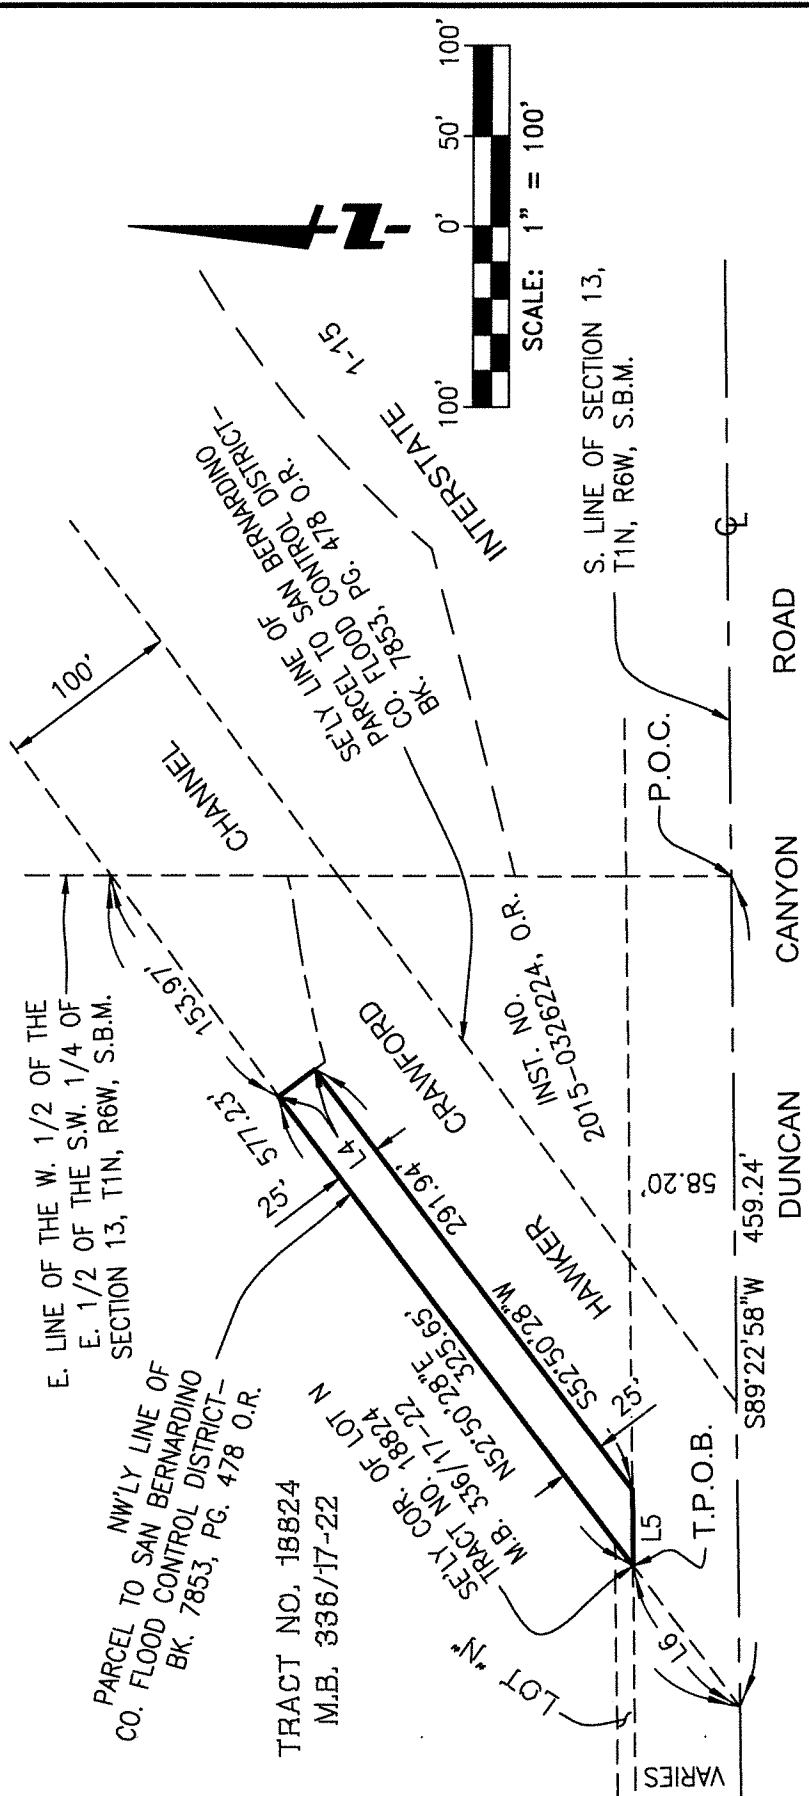 E. LINE OF THE W. 1/2 OF THE
E. 1/2 OF THE S.W. 1/4 OF
SECTION 13, T1N, R6W, S.B.M.
100'
CHANNEL
153.97'
577.23'
INTERSTATE 1-15
SE'LY LINE OF
PARCEL TO SAN BERNARDINO
CO. FLOOD CONTROL DISTRICT-
BK. 7853, PG. 478 O.R.
100' 0' 50' 100'
SCALE: 1" = 100'
-N-
NW'LY LINE OF
PARCEL TO SAN BERNARDINO
CO. FLOOD CONTROL DISTRICT-
BK. 7853, PG. 478 O.R.
25'
L4
CRAWFORD
291.94'
INST. NO.
2015-0326224, O.R.
S. LINE OF SECTION 13,
T1N, R6W, S.B.M.
TRACT NO. 18824
M.B. 336/17-22
SE'LY COR. OF LOT N
TRACT NO. 18824
M.B. 336/17-22
N52°50'28"E
325.65'
S52°50'28"W
HAWKER
25'
58.20'
P.O.C.
CL
LOT "N"
L5
T.P.O.B.
L6
VARIES
S89°22'58"W 459.24'
DUNCAN CANYON ROAD